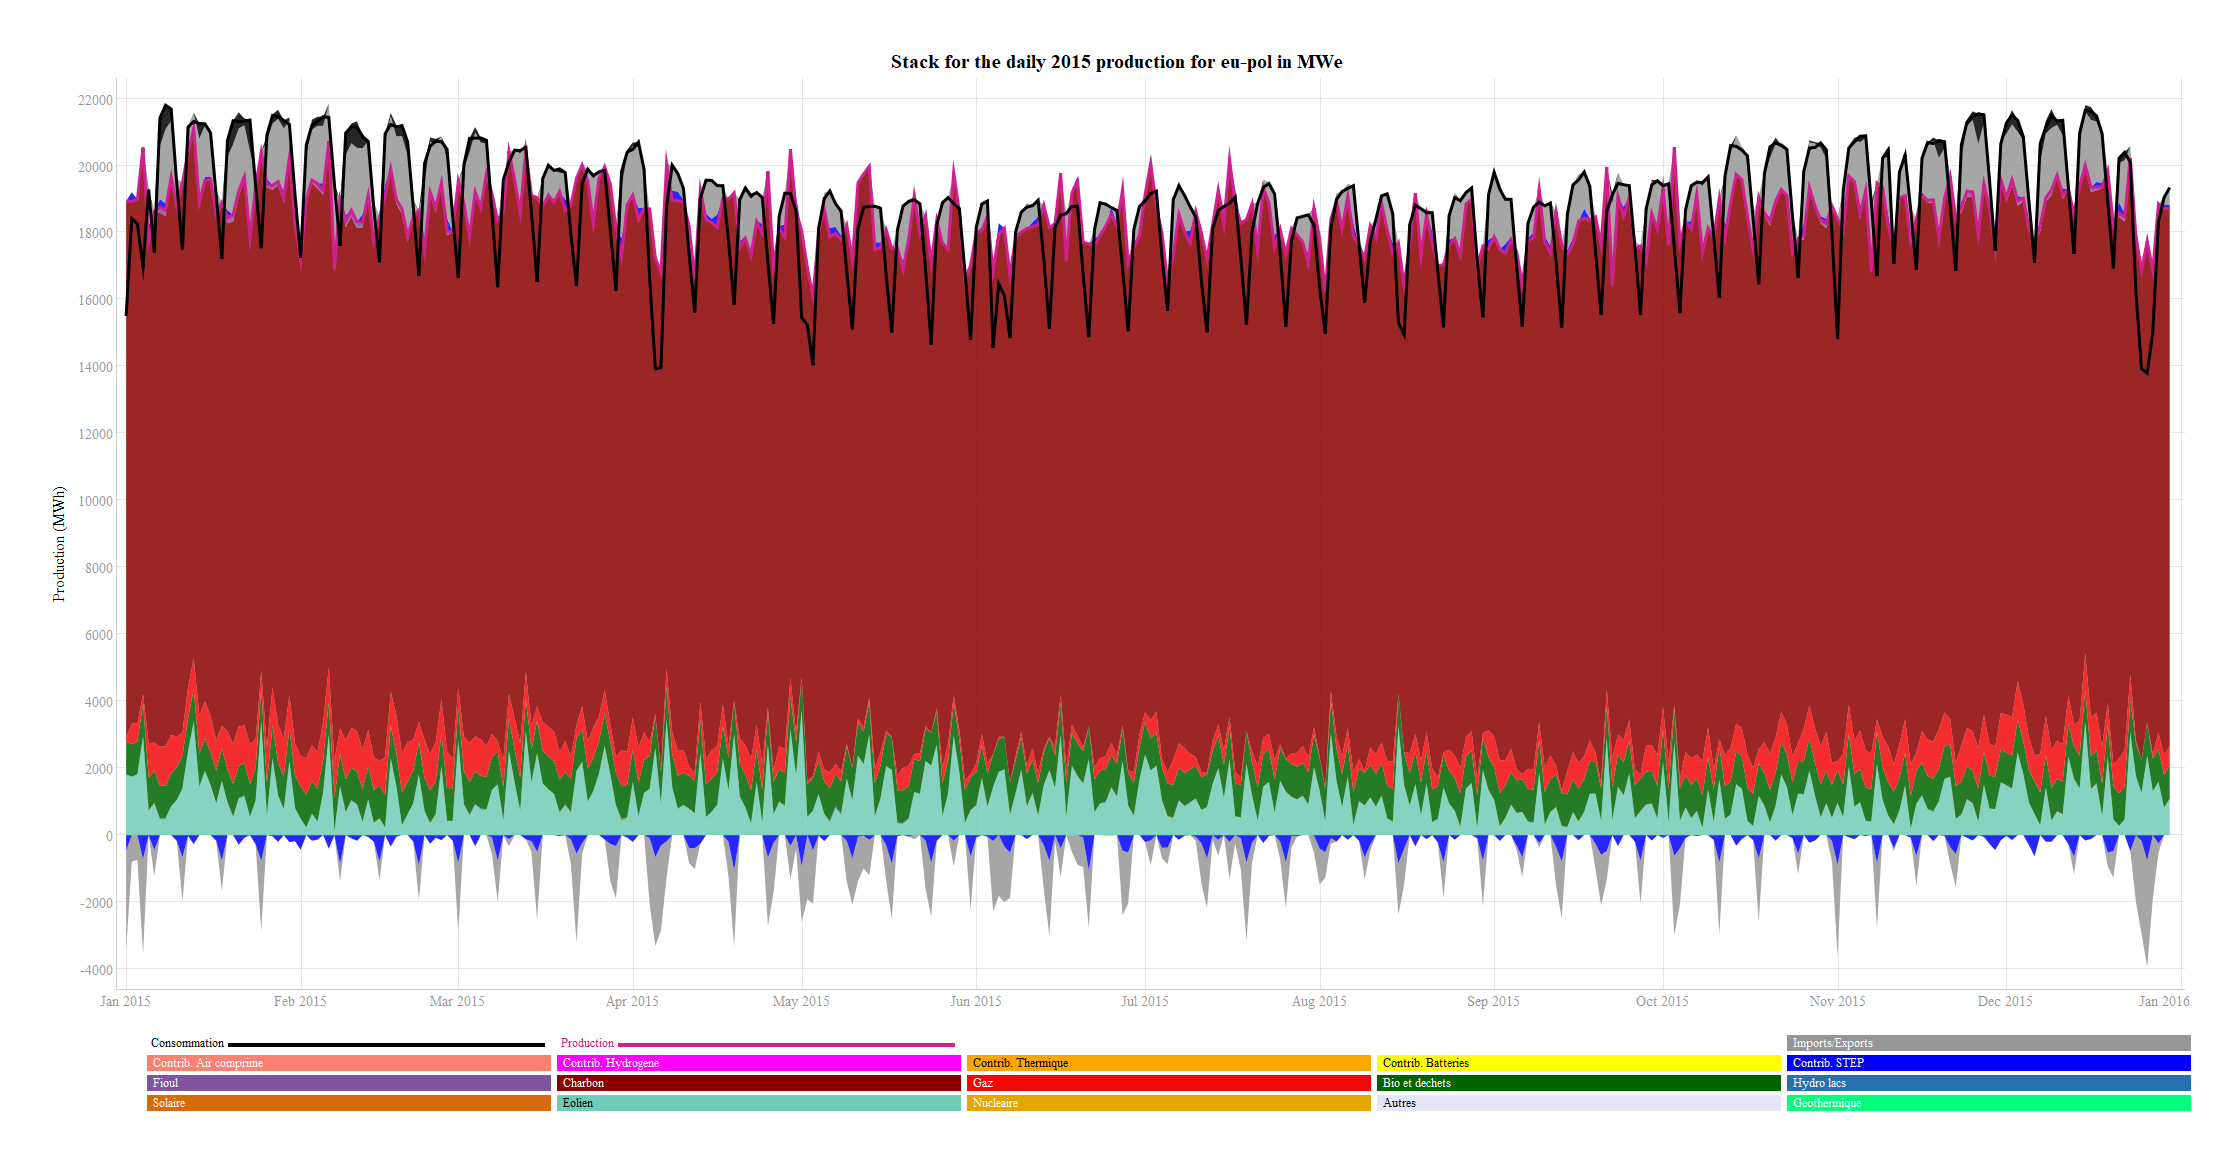 Stack for the daily 2015 production for eu-pol in MWe
Production (MWh)
22000
20000
18000
16000
14000
12000
10000
8000
6000
4000
2000
0
-2000
-4000
Jan 2015 Feb 2015 Mar 2015 Apr 2015 May 2015 Jun 2015 Jul 2015 Aug 2015 Sep 2015 Oct 2015 Nov 2015 Dec 2015 Jan 2016
Consommation Production Imports/Exports
Contrib. Air comprime Contrib. Hydrogene Contrib. Thermique Contrib. Batteries Contrib. STEP
Fioul Charbon Gaz Bio et dechets Hydro lacs
Solaire Eolien Nucleaire Autres Geothermique